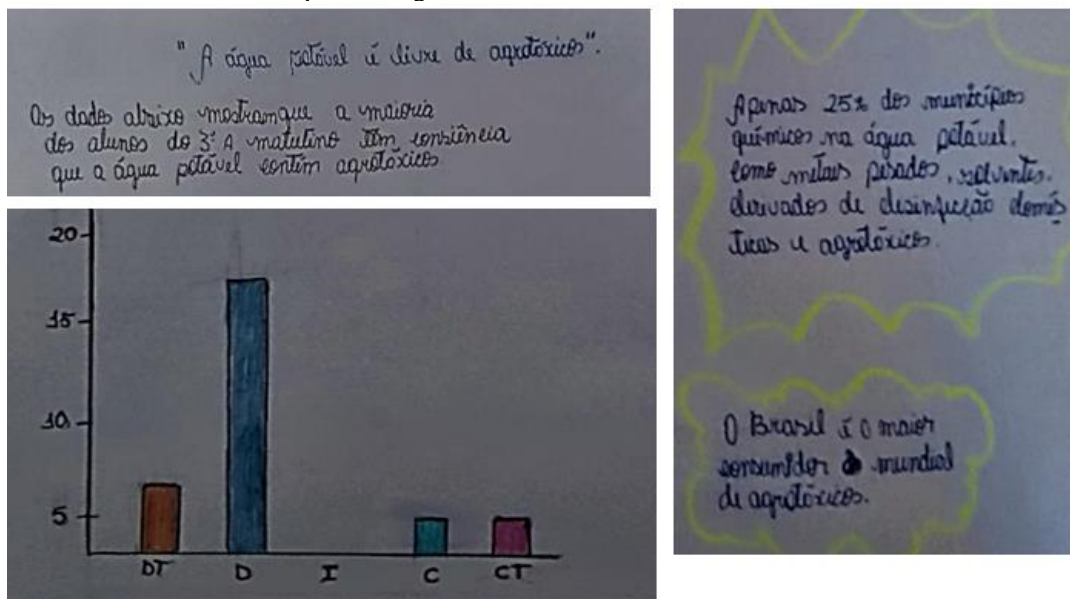 "A água potável é livre de agrotóxicos".
Os dados abaixo mostram que a maioria
dos alunos do 3º A matutino têm consiência
que a água potável contém agrotóxicos
20
15
10
5
DT D I C CT
Apenas 25% dos municípios
químicos na água potável.
como metais pesados, solventes.
derivados de desinfecção domés
ticas e agrotóxicos.
O Brasil é o maior
consumidor mundial
de agrotóxicos.